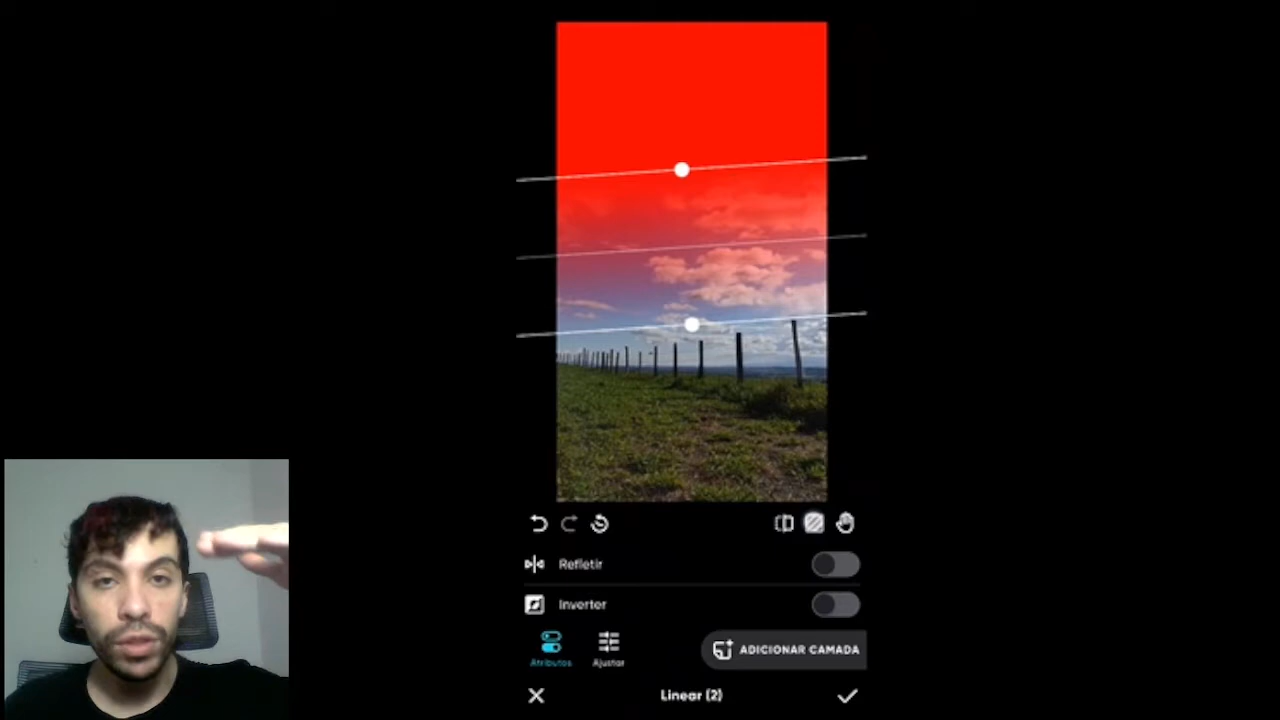 Refletir
Inverter
Atributos
Ajustar
ADICIONAR CAMADA
Linear (2)